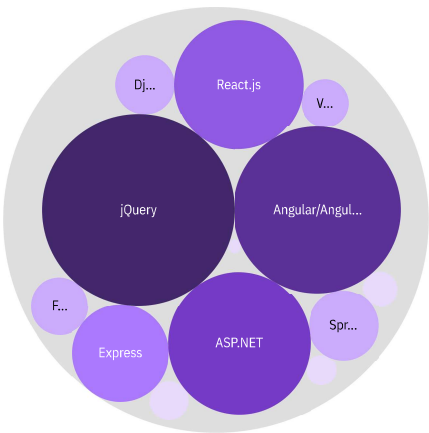 React.js
Dj...
V...
jQuery
Angular/Angul...
F...
Spr...
ASP.NET
Express